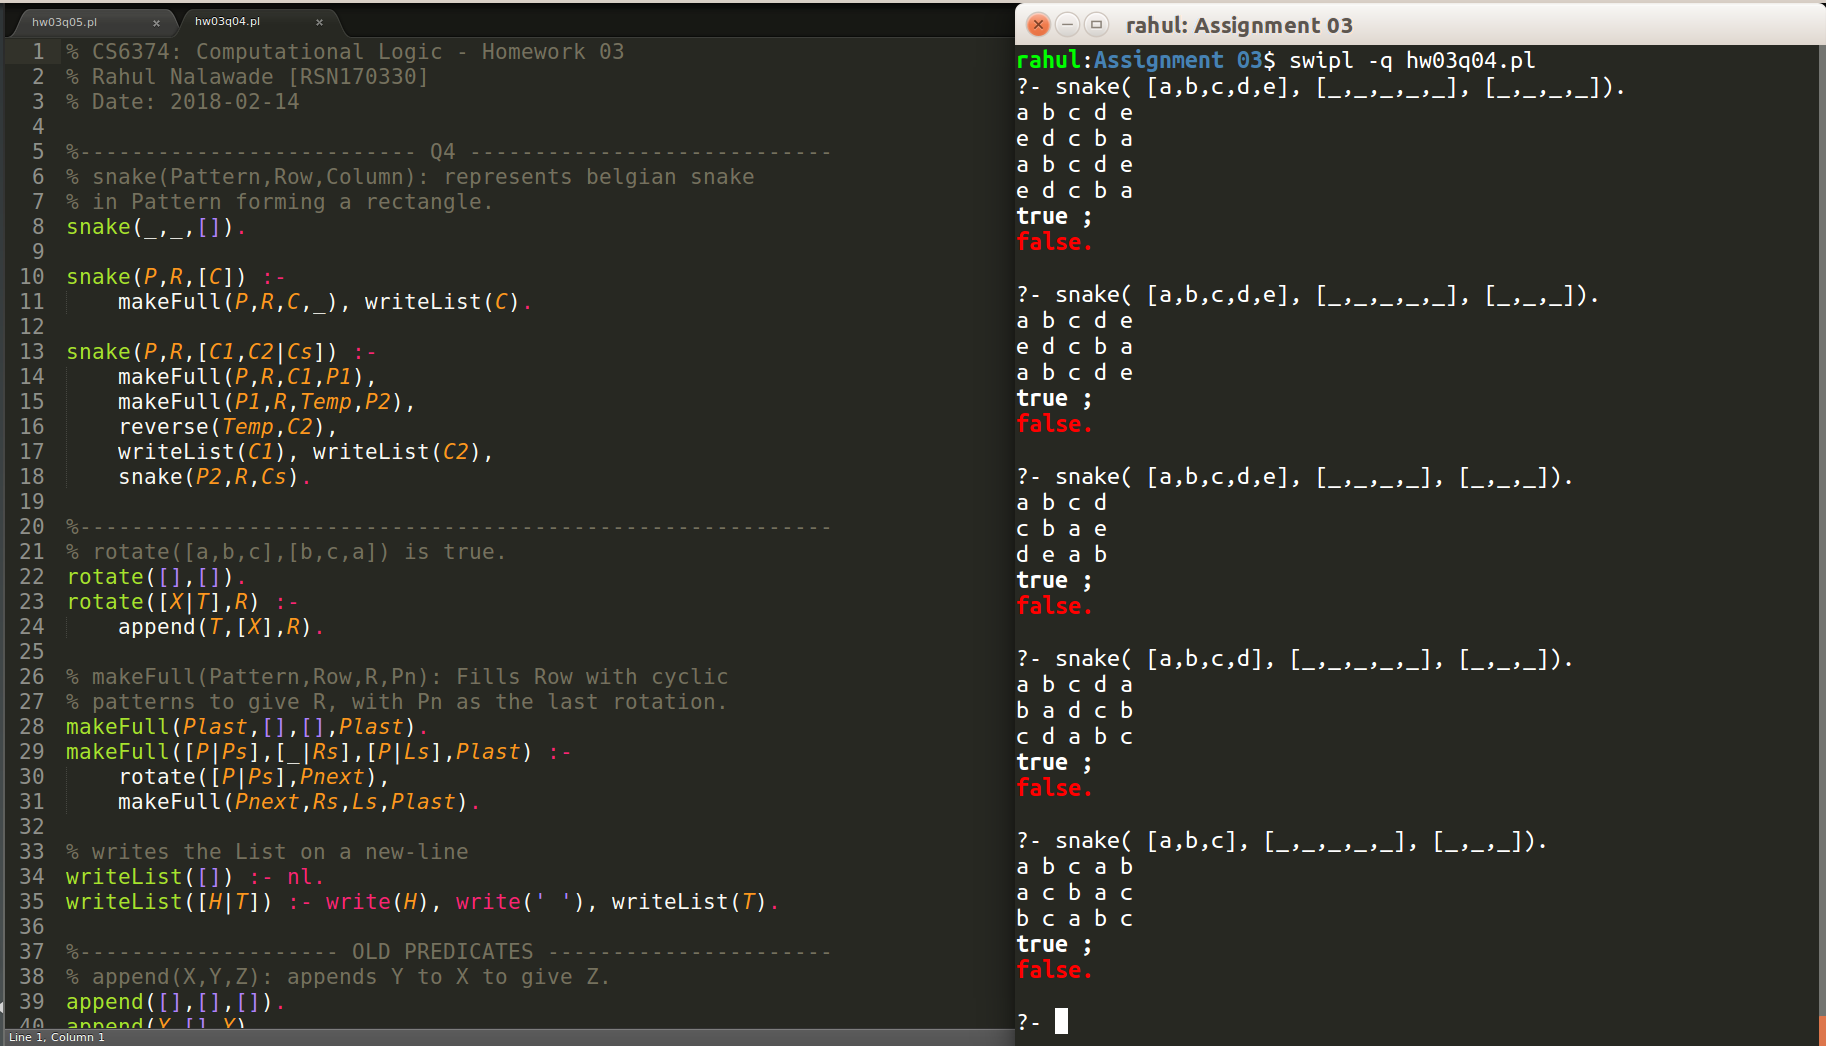 hw03q05.pl × hw03q04.pl ×
1 % CS6374: Computational Logic - Homework 03
2 % Rahul Nalawade [RSN170330]
3 % Date: 2018-02-14
4
5 %-------------------------- Q4 ----------------------------
6 % snake(Pattern,Row,Column): represents belgian snake
7 % in Pattern forming a rectangle.
8 snake(_,_,[]).
9
10 snake(P,R,[C]) :-
11 makeFull(P,R,C,_), writeList(C).
12
13 snake(P,R,[C1,C2|Cs]) :-
14 makeFull(P,R,C1,P1),
15 makeFull(P1,R,Temp,P2),
16 reverse(Temp,C2),
17 writeList(C1), writeList(C2),
18 snake(P2,R,Cs).
19
20 %----------------------------------------------------------
21 % rotate([a,b,c],[b,c,a]) is true.
22 rotate([],[]).
23 rotate([X|T],R) :-
24 append(T,[X],R).
25
26 % makeFull(Pattern,Row,R,Pn): Fills Row with cyclic
27 % patterns to give R, with Pn as the last rotation.
28 makeFull(Plast,[],[],Plast).
29 makeFull([P|Ps],[_|Rs],[P|Ls],Plast) :-
30 rotate([P|Ps],Pnext),
31 makeFull(Pnext,Rs,Ls,Plast).
32
33 % writes the List on a new-line
34 writeList([]) :- nl.
35 writeList([H|T]) :- write(H), write(' '), writeList(T).
36
37 %-------------------- OLD PREDICATES ----------------------
38 % append(X,Y,Z): appends Y to X to give Z.
39 append([],[],[]).
40 append(Y,[],Y).
Line 1, Column 1
rahul: Assignment 03
rahul:Assignment 03$ swipl -q hw03q04.pl
?- snake( [a,b,c,d,e], [_,_,_,_,_], [_,_,_,_]).
a b c d e
e d c b a
a b c d e
e d c b a
true ;
false.
?- snake( [a,b,c,d,e], [_,_,_,_,_], [_,_,_]).
a b c d e
e d c b a
a b c d e
true ;
false.
?- snake( [a,b,c,d,e], [_,_,_,_], [_,_,_]).
a b c d
c b a e
d e a b
true ;
false.
?- snake( [a,b,c,d], [_,_,_,_,_], [_,_,_]).
a b c d a
b a d c b
c d a b c
true ;
false.
?- snake( [a,b,c], [_,_,_,_,_], [_,_,_]).
a b c a b
a c b a c
b c a b c
true ;
false.
?-